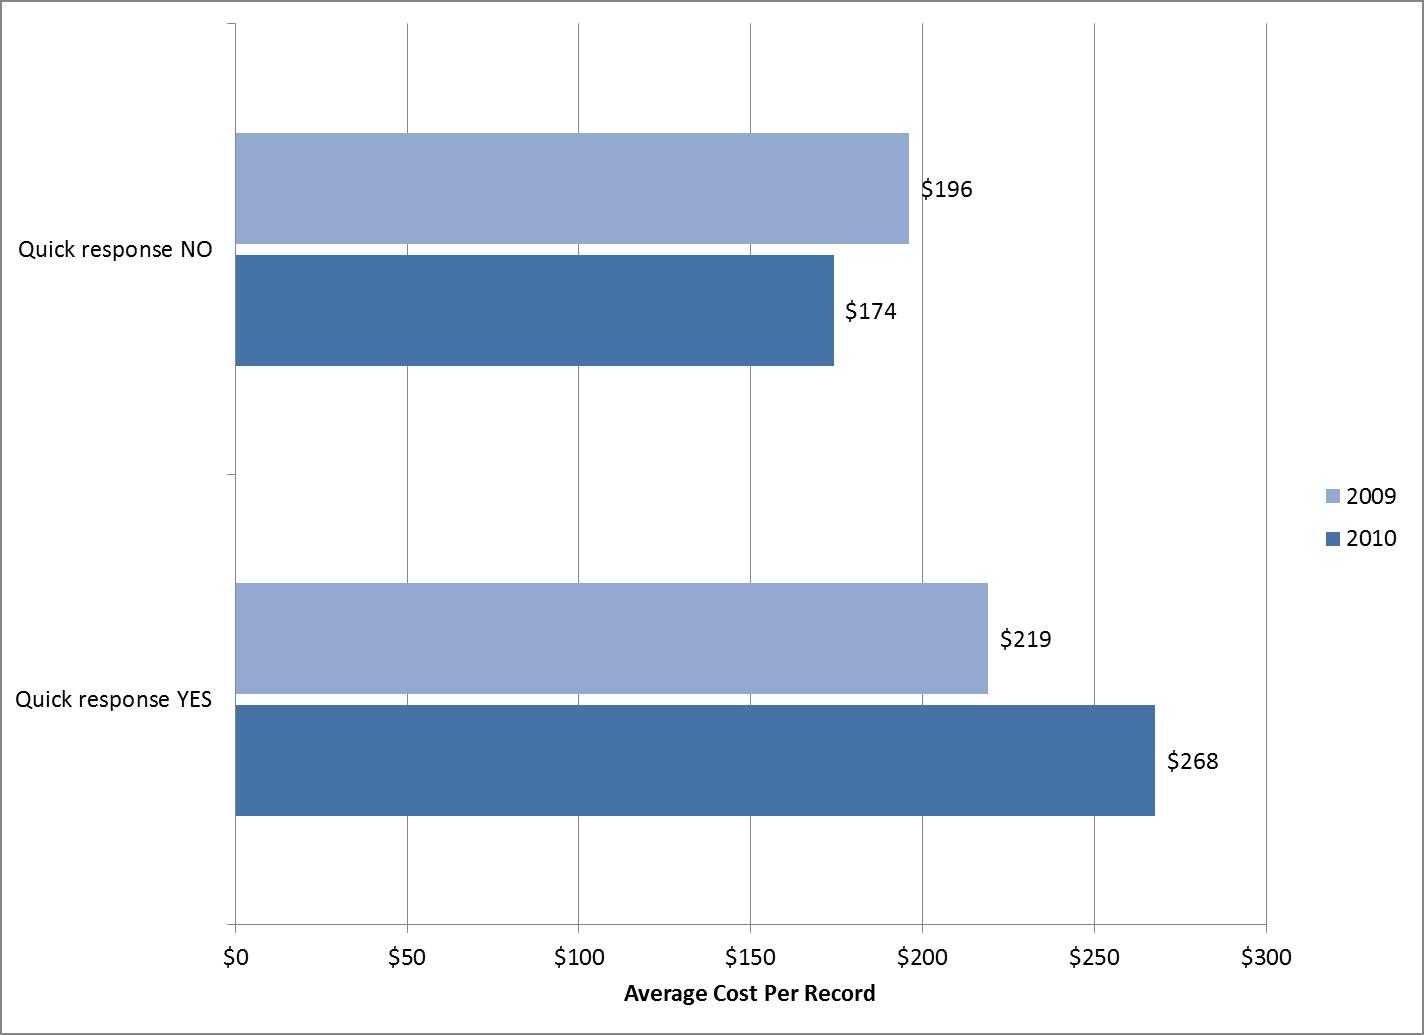 Quick response NO
$196
$174
Quick response YES
$219
$268
2009
2010
$0 $50 $100 $150 $200 $250 $300
Average Cost Per Record